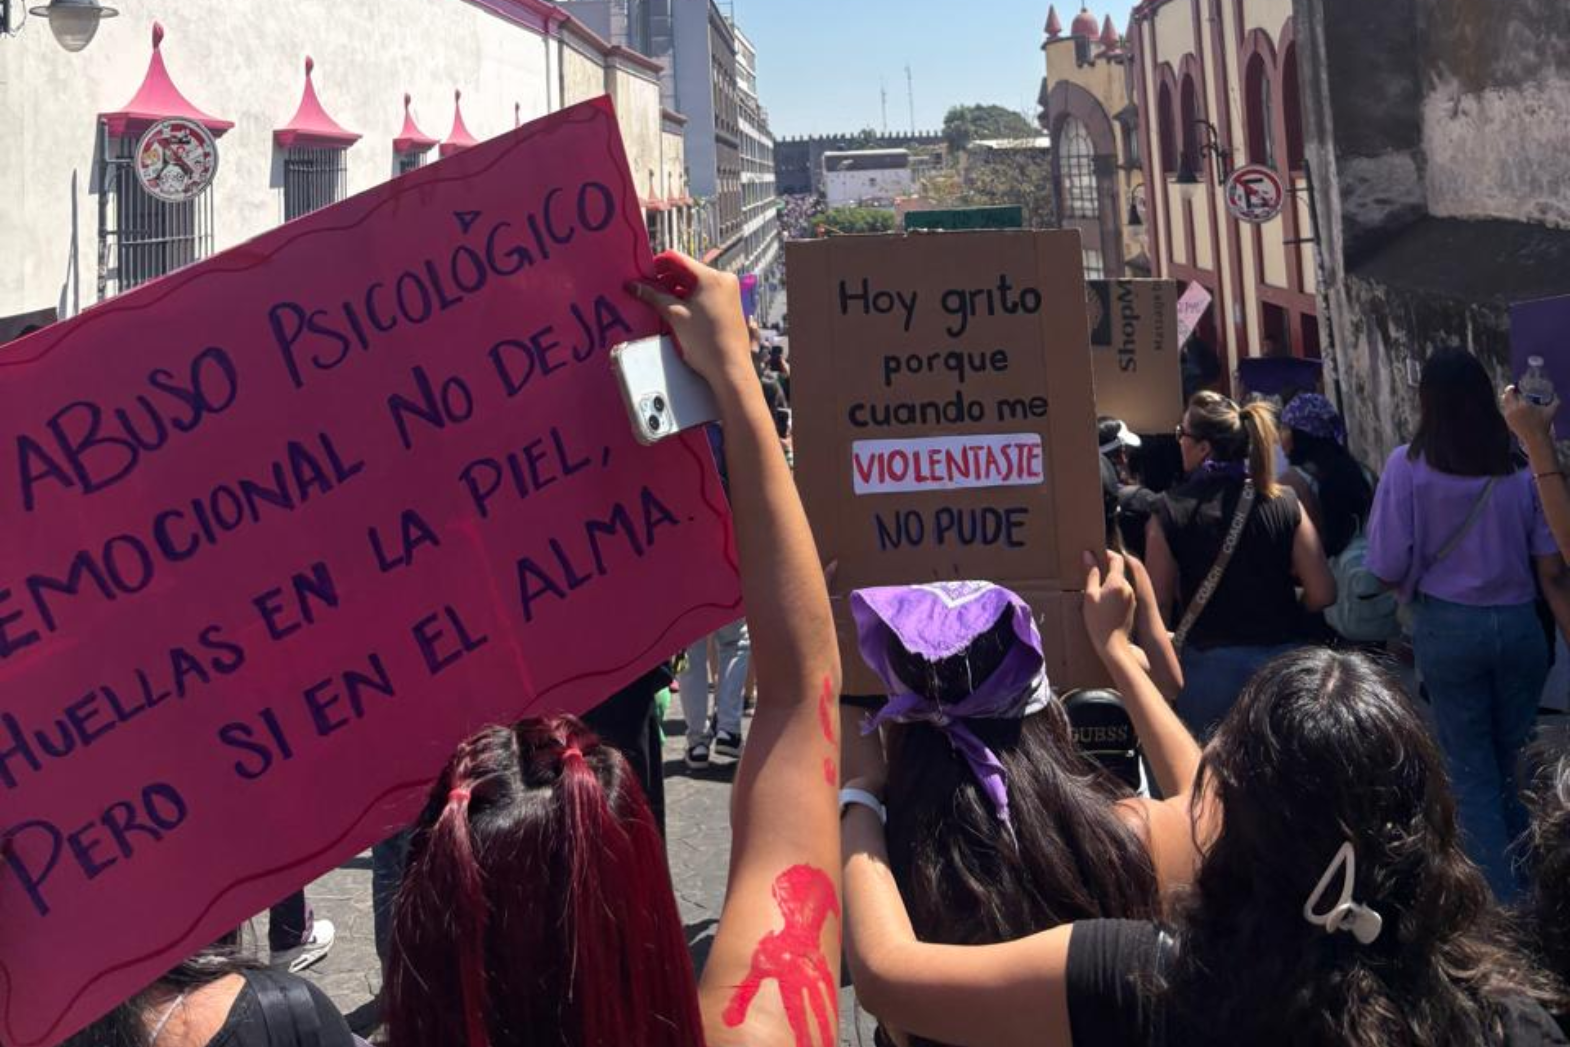 ABUSO PSICOLÓGICO
EMOCIONAL NO DEJA
HUELLAS EN LA PIEL,
PERO SI EN EL ALMA.
Hoy grito
porque
cuando me
VIOLENTASTE
NO PUDE
ShopM
COACH
COACH